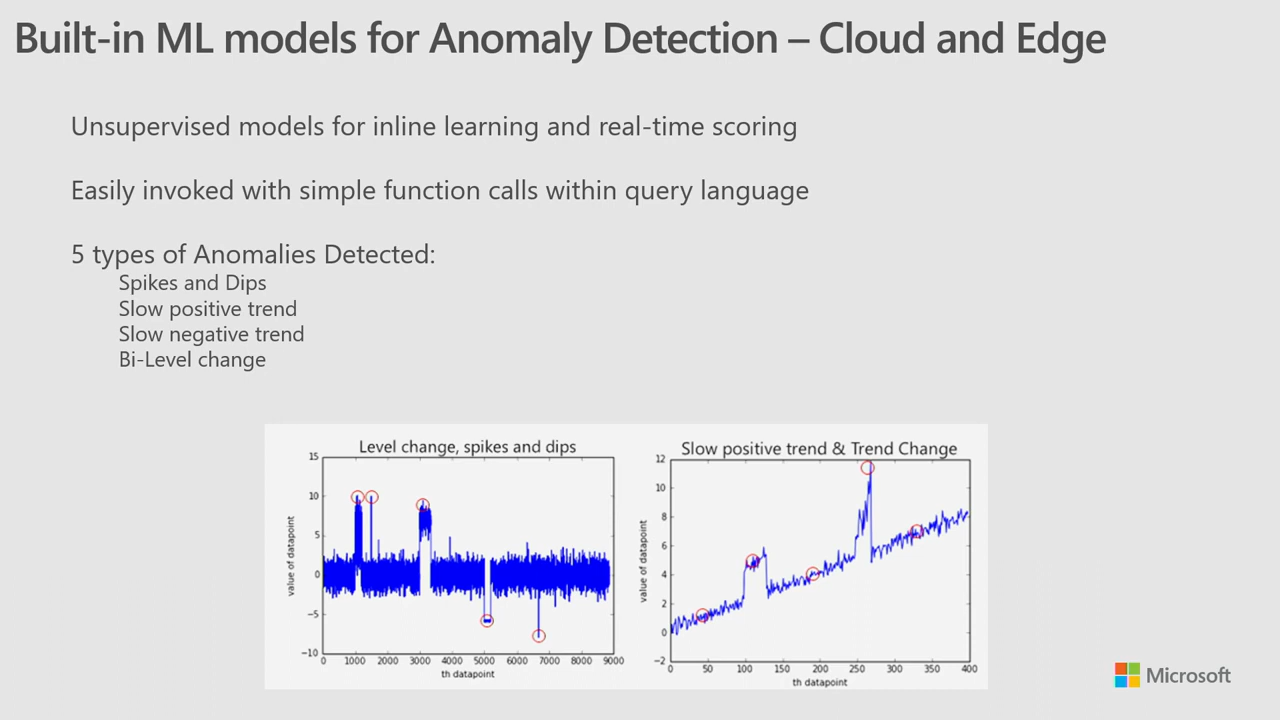 Built-in ML models for Anomaly Detection – Cloud and Edge
Unsupervised models for inline learning and real-time scoring
Easily invoked with simple function calls within query language
5 types of Anomalies Detected:
Spikes and Dips
Slow positive trend
Slow negative trend
Bi-Level change
Level change, spikes and dips
value of datapoint
15
10
5
0
−5
−10
0 1000 2000 3000 4000 5000 6000 7000 8000 9000
th datapoint
Slow positive trend & Trend Change
value of datapoint
12
10
8
6
4
2
0
−2
0 50 100 150 200 250 300 350 400
th datapoint
Microsoft